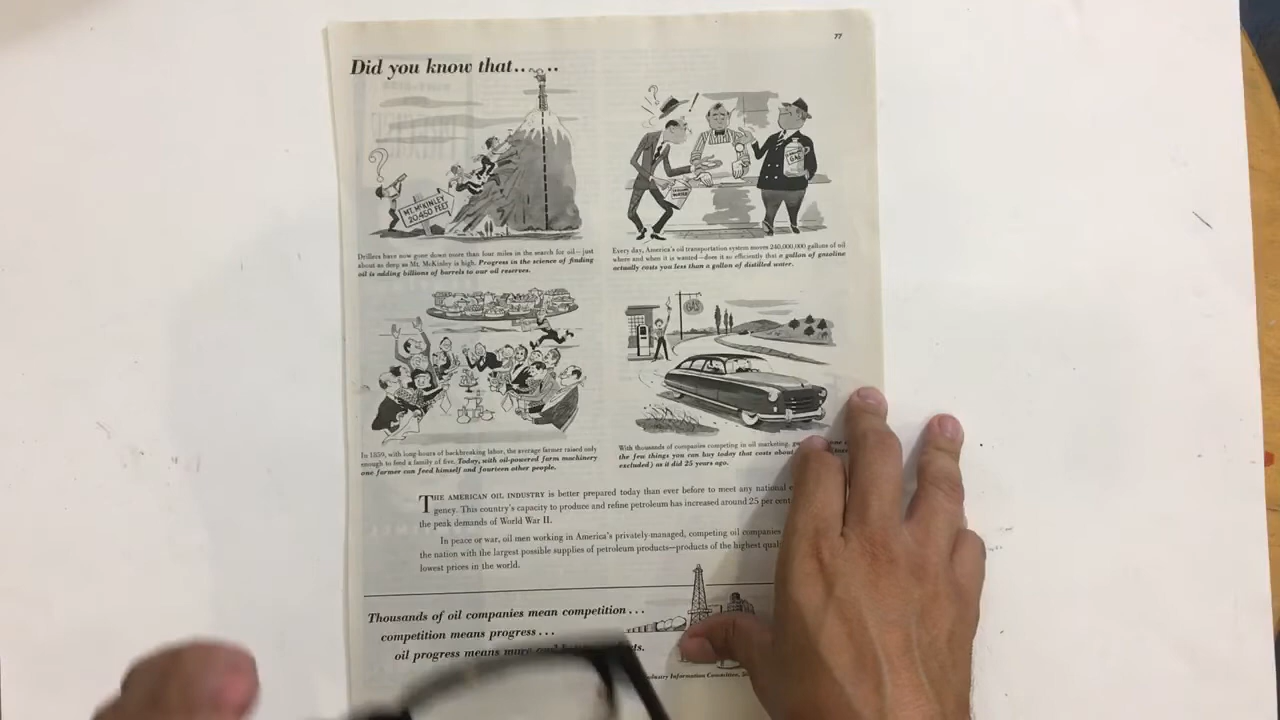 77
Did you know that.....
MT. McKINLEY
20,450 FEET
GAS
Drillers have now gone down more than four miles in the search for oil—just
about as deep as Mt. McKinley is high. Progress in the science of finding
oil is adding billions of barrels to our oil reserves.
Every day, America's oil transportation system moves 240,000,000 gallons of oil
where and when it is wanted—does it so efficiently that a gallon of gasoline
actually costs you less than a gallon of distilled water.
GAS
In 1859, with long hours of backbreaking labor, the average farmer raised only
enough to feed a family of five. Today, with oil-powered farm machinery
one farmer can feed himself and fourteen other people.
With thousands of companies competing in oil marketing,
the few things you can buy today that costs about
excluded) as it did 25 years ago.
THE AMERICAN OIL INDUSTRY is better prepared today than ever before to meet any national
gency. This country's capacity to produce and refine petroleum has increased around 25 per cent
the peak demands of World War II.
In peace or war, oil men working in America's privately-managed, competing oil companies
the nation with the largest possible supplies of petroleum products—products of the highest
lowest prices in the world.
Thousands of oil companies mean competition . . .
competition means progress . . .
oil progress means more
Industry Information Committee,